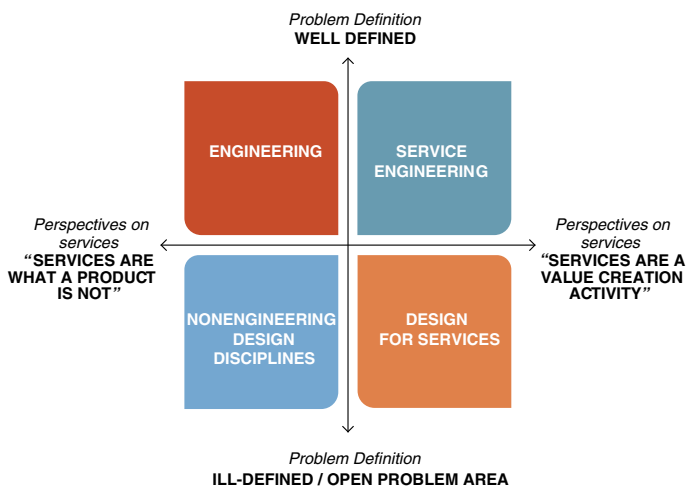 Problem Definition
WELL DEFINED
ENGINEERING
SERVICE
ENGINEERING
Perspectives on
services
“SERVICES ARE
WHAT A PRODUCT
IS NOT”
Perspectives on
services
“SERVICES ARE A
VALUE CREATION
ACTIVITY”
NONENGINEERING
DESIGN
DISCIPLINES
DESIGN
FOR SERVICES
Problem Definition
ILL-DEFINED / OPEN PROBLEM AREA